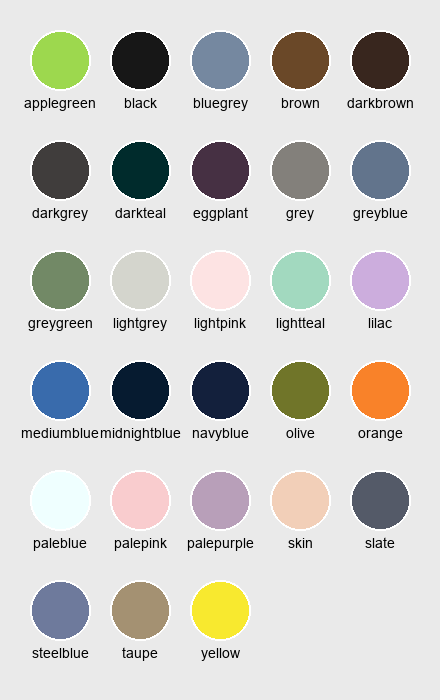 applegreen black bluegrey brown darkbrown
darkgrey darkteal eggplant grey greyblue
greygreen lightgrey lightpink lightteal lilac
mediumblue midnightblue navyblue olive orange
paleblue palepink palepurple skin slate
steelblue taupe yellow